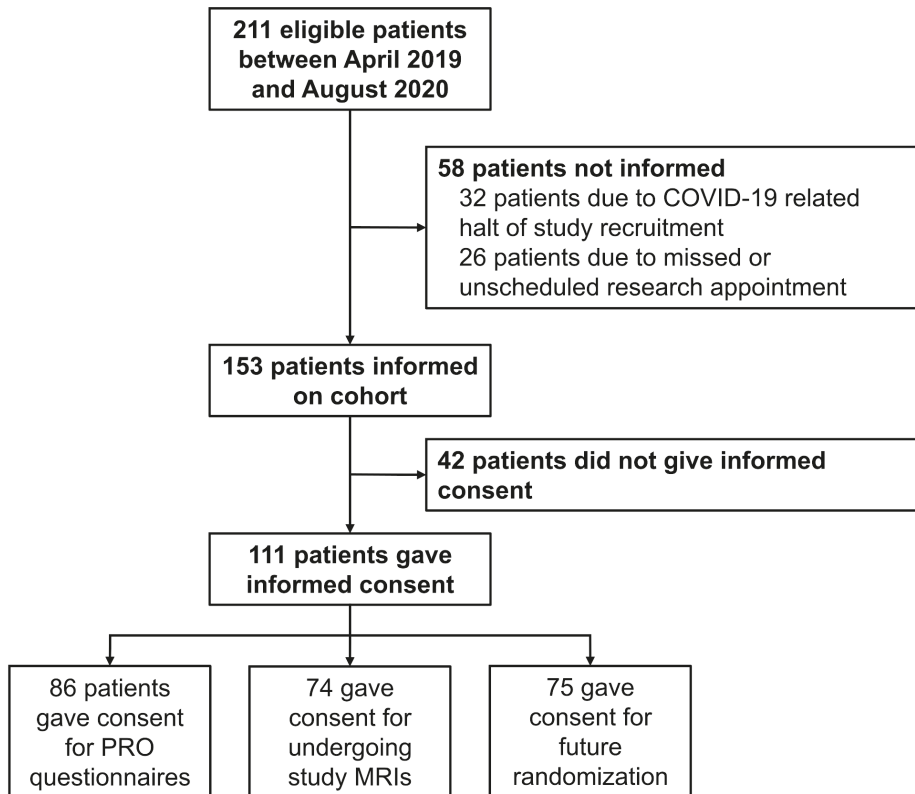 211 eligible patients
between April 2019
and August 2020
58 patients not informed
32 patients due to COVID-19 related
halt of study recruitment
26 patients due to missed or
unscheduled research appointment
153 patients informed
on cohort
42 patients did not give informed
consent
111 patients gave
informed consent
86 patients
gave consent
for PRO
questionnaires
74 gave
consent for
undergoing
study MRIs
75 gave
consent for
future
randomization